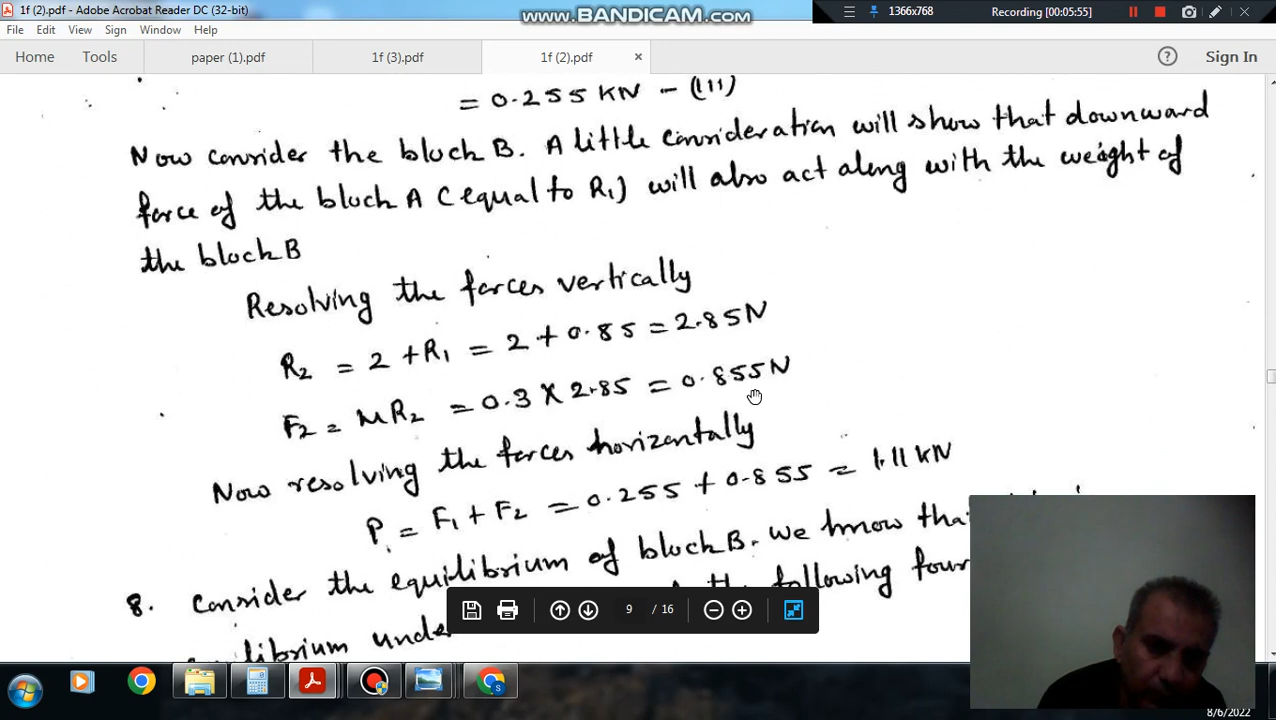 1f (2).pdf - Adobe Acrobat Reader DC (32-bit)
www.BANDICAM.com
1366x768
Recording [00:05:55]
File Edit View Sign Window Help
Home Tools paper (1).pdf 1f (3).pdf 1f (2).pdf × ? Sign In
= 0.255 KN - (111)
Now consider the block B. A little consideration will show that downward
force of the block A (equal to R1) will also act along with the weight of
the block B
Resolving the forces vertically
R2 = 2 + R1 = 2 + 0.85 = 2.85N
F2 = MR2 = 0.3 X 2.85 = 0.855N
Now resolving the forces horizontally
P = F1 + F2 = 0.255 + 0.855 = 1.11 KN
8. Consider the equilibrium of block B. We know that
the following four
9 / 16
8/6/2022